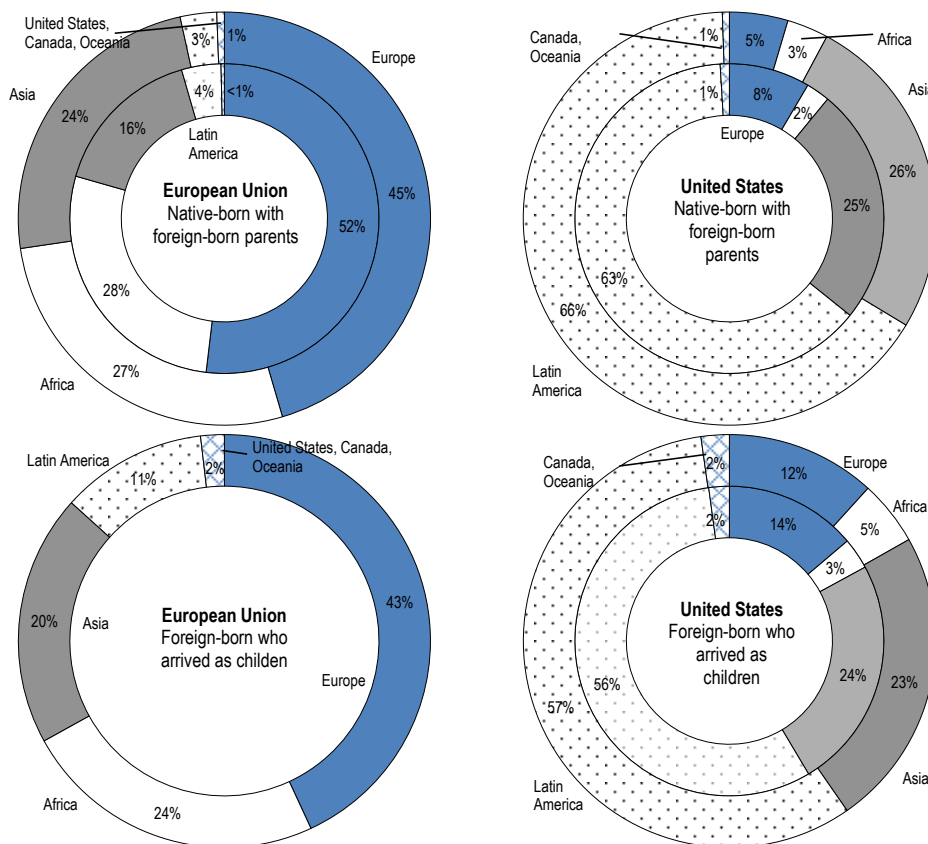 United States,
Canada, Oceania
3%
1%
Europe
Asia
24%
4%
<1%
16%
Latin
America
European Union
Native-born with
foreign-born parents
45%
52%
28%
Africa
27%
Canada,
Oceania
1%
5%
3%
Africa
1%
8%
2%
Europe
Asia
26%
United States
Native-born with
foreign-born
parents
25%
63%
66%
Latin
America
Latin America
11%
2%
United States, Canada,
Oceania
20%
Asia
European Union
Foreign-born who
arrived as childen
43%
Europe
Africa
24%
Canada,
Oceania
2%
12%
Europe
Africa
2%
14%
5%
3%
United States
Foreign-born who
arrived as
children
24%
23%
56%
57%
Latin
America
Asia